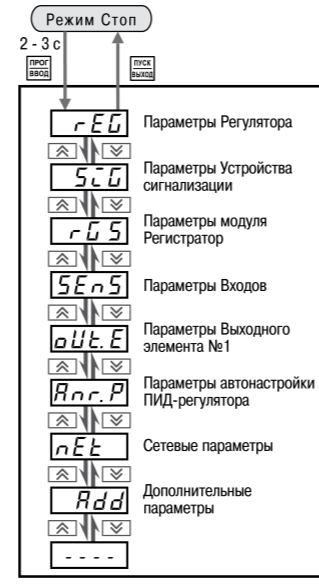 Режим Стоп
2 - 3 с
ПРОГ
ВВОД
ПУСК
ВЫХОД
rEG
Параметры Регулятора
SiG
Параметры Устройства
сигнализации
rGS
Параметры модуля
Регистратор
SEnS
Параметры Входов
oUt.E
Параметры Выходного
элемента №1
Anr.P
Параметры автонастройки
ПИД-регулятора
nEt
Сетевые параметры
Add
Дополнительные
параметры
- - - -